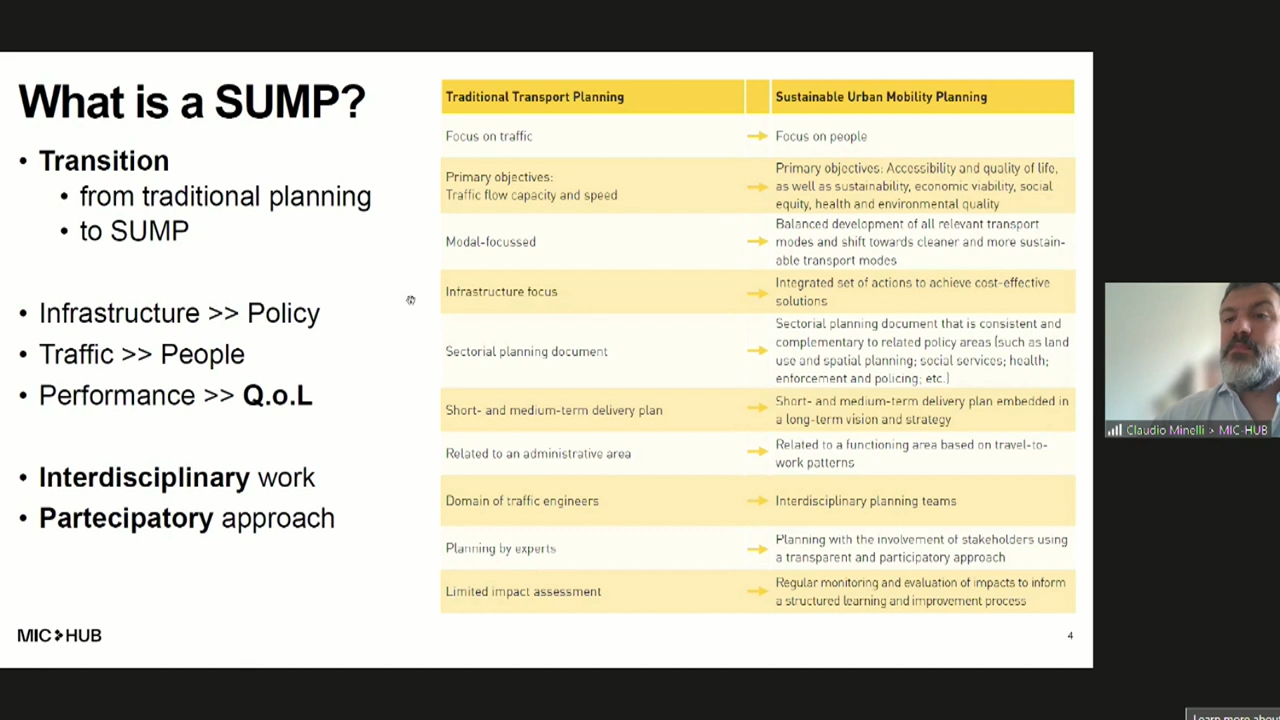 What is a SUMP?
• Transition
• from traditional planning
• to SUMP
• Infrastructure >> Policy
• Traffic >> People
• Performance >> Q.o.L
• Interdisciplinary work
• Partecipatory approach
MIC>HUB
Traditional Transport Planning Sustainable Urban Mobility Planning
Focus on traffic → Focus on people
Primary objectives:
Traffic flow capacity and speed → Primary objectives: Accessibility and quality of life,
as well as sustainability, economic viability, social
equity, health and environmental quality
Modal-focussed → Balanced development of all relevant transport
modes and shift towards cleaner and more sustain-
able transport modes
Infrastructure focus → Integrated set of actions to achieve cost-effective
solutions
Sectorial planning document → Sectorial planning document that is consistent and
complementary to related policy areas (such as land
use and spatial planning; social services; health;
enforcement and policing; etc.)
Short- and medium-term delivery plan → Short- and medium-term delivery plan embedded in
a long-term vision and strategy
Related to an administrative area → Related to a functioning area based on travel-to-
work patterns
Domain of traffic engineers → Interdisciplinary planning teams
Planning by experts → Planning with the involvement of stakeholders using
a transparent and participatory approach
Limited impact assessment → Regular monitoring and evaluation of impacts to inform
a structured learning and improvement process
4
Claudio Minelli > MIC-HUB
Learn more about